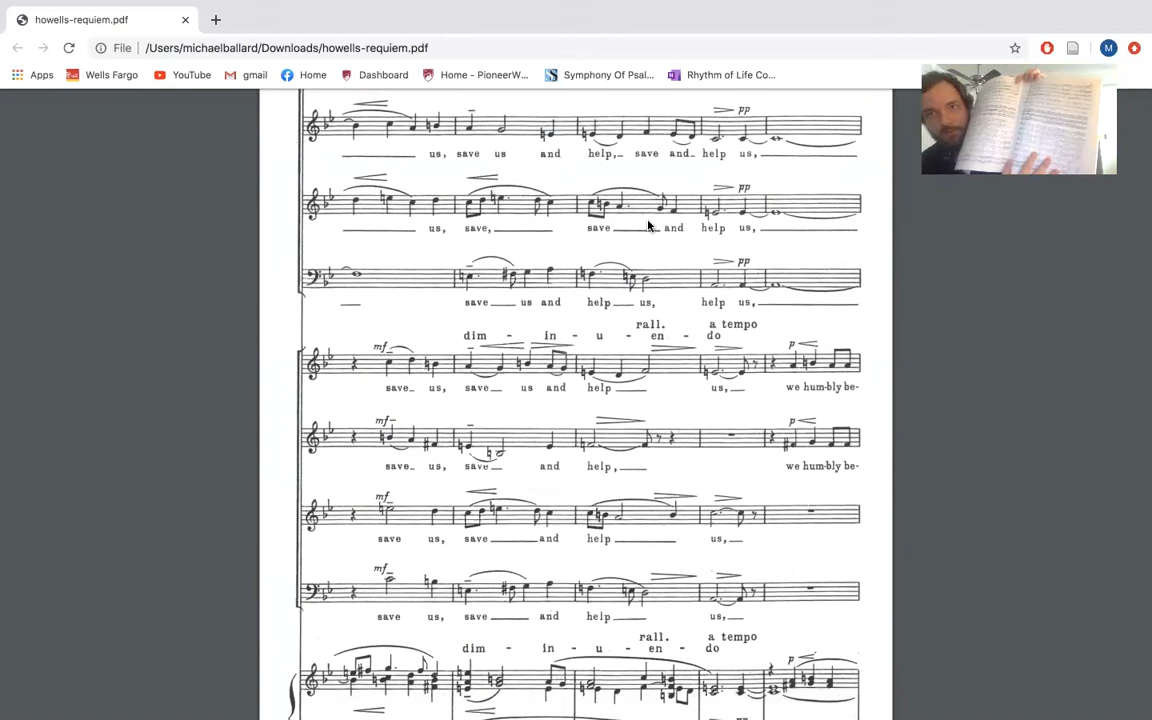 howells-requiem.pdf
File /Users/michaelballard/Downloads/howells-requiem.pdf M
Apps Wells Fargo YouTube gmail Home Dashboard Home - PioneerW... Symphony Of Psal... Rhythm of Life Co...
pp
us, save us and help, save and help us,
pp
us, save, save and help us,
pp
save us and help us, help us,
rall. a tempo
dim - in - u - en - do
mf p
save us, save us and help us, we hum-bly be-
mf p
save us, save and help, we hum-bly be-
mf
save us, save and help us,
mf
save us, save and help us,
rall. a tempo
dim - in - u - en - do
p